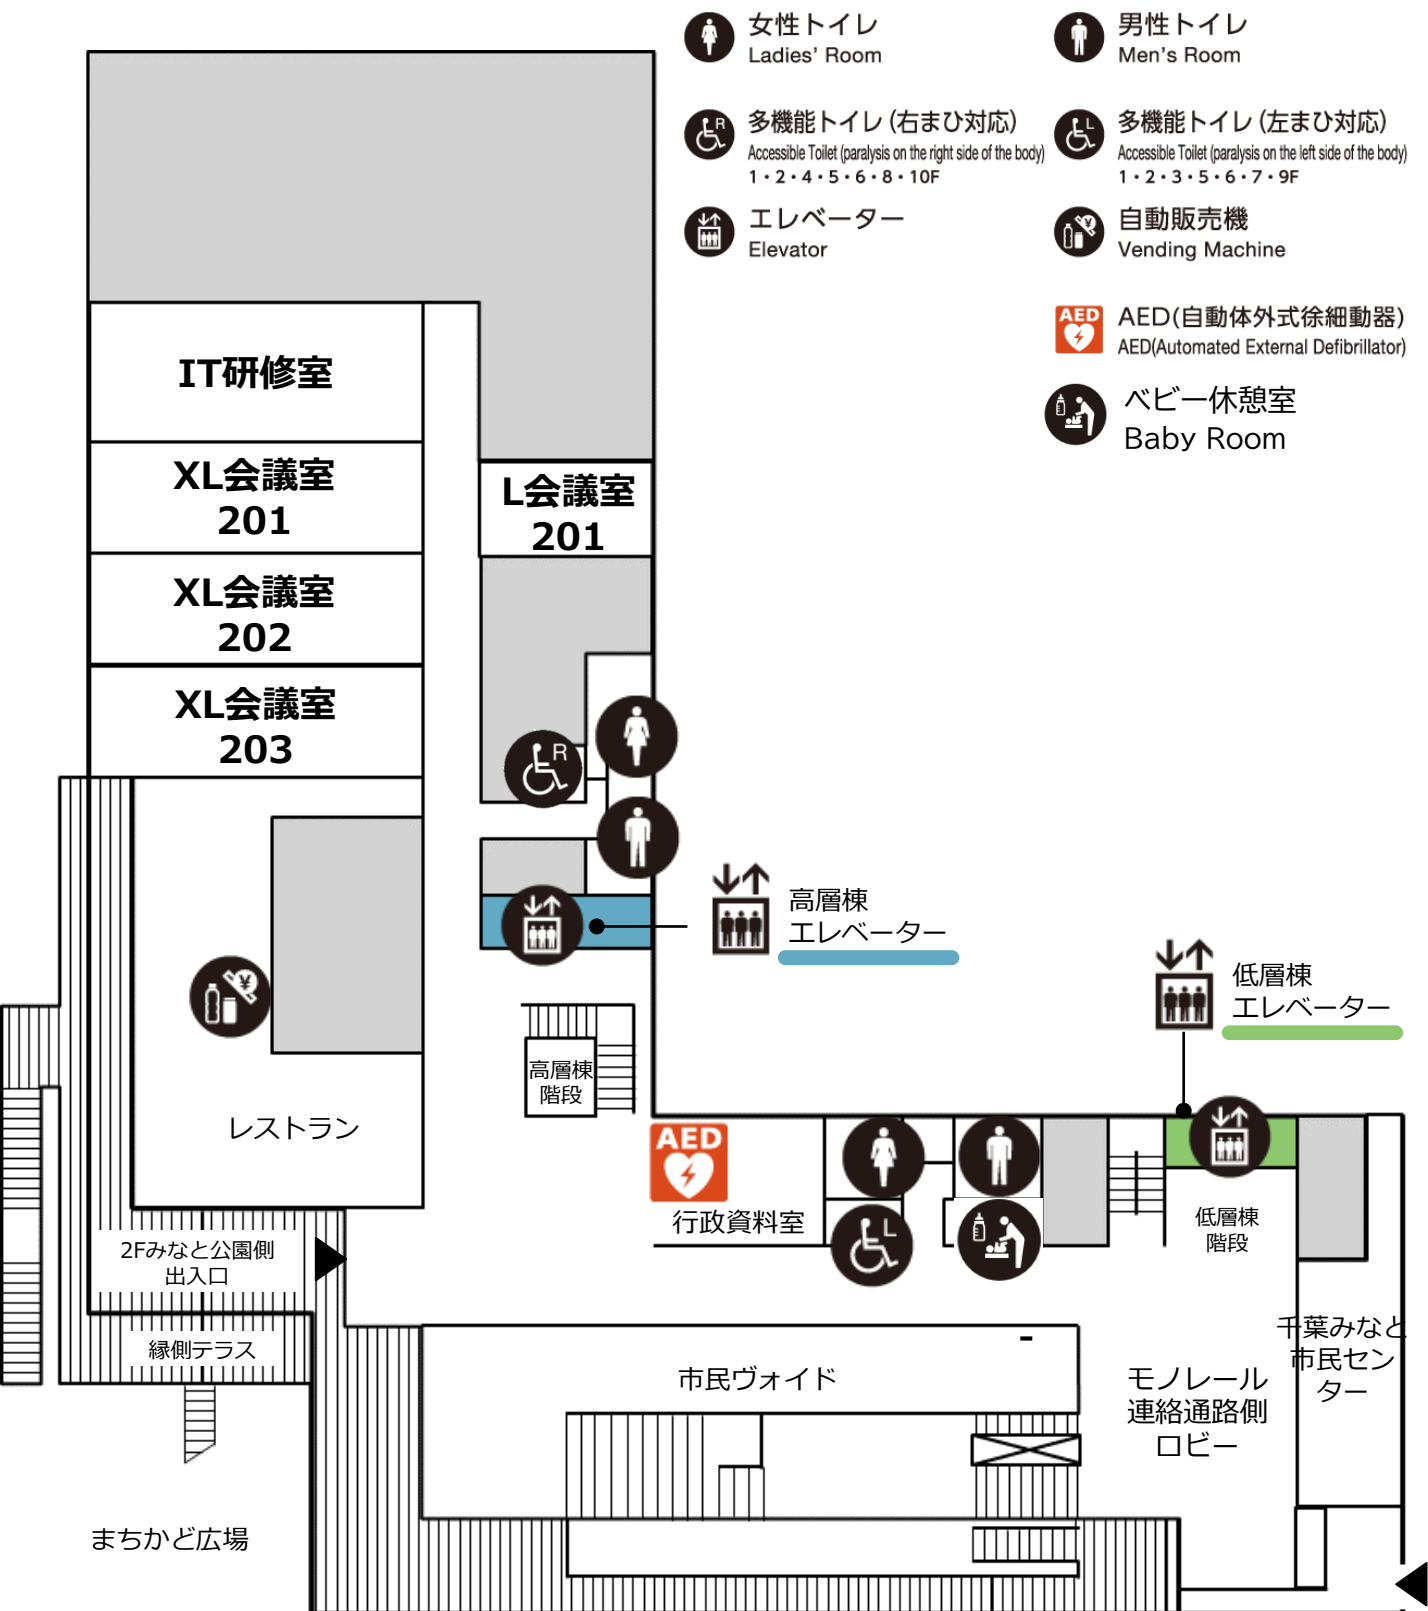 女性トイレ
Ladies' Room
男性トイレ
Men's Room
R
多機能トイレ（右まひ対応）
Accessible Toilet (paralysis on the right side of the body)
1・2・4・5・6・8・10F
L
多機能トイレ（左まひ対応）
Accessible Toilet (paralysis on the left side of the body)
1・2・3・5・6・7・9F
エレベーター
Elevator
¥
自動販売機
Vending Machine
AED
AED(自動体外式徐細動器)
AED(Automated External Defibrillator)
ベビー休憩室
Baby Room
IT研修室
XL会議室
201
L会議室
201
XL会議室
202
XL会議室
203
R
高層棟
エレベーター
低層棟
エレベーター
¥
高層棟
階段
レストラン
AED
行政資料室
L
低層棟
階段
2Fみなと公園側
出入口
縁側テラス
市民ヴォイド
千葉みなと
市民セン
ター
モノレール
連絡通路側
ロビー
まちかど広場